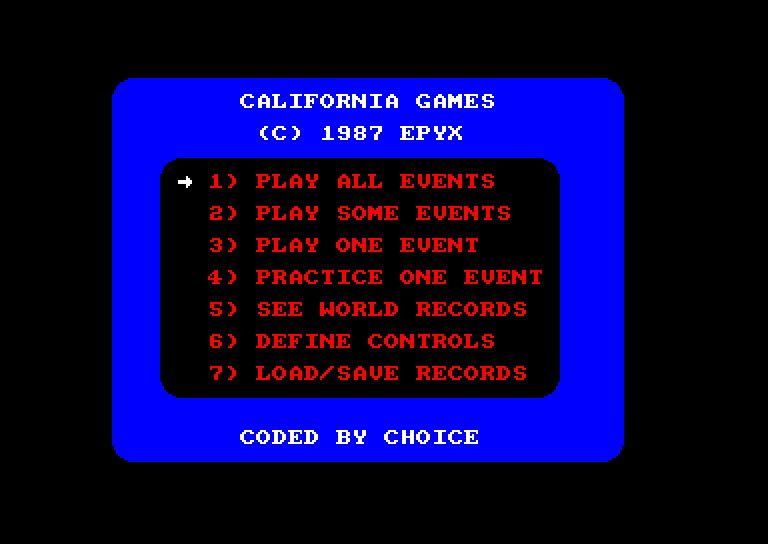 CALIFORNIA GAMES
(C) 1987 EPYX
→ 1) PLAY ALL EVENTS
2) PLAY SOME EVENTS
3) PLAY ONE EVENT
4) PRACTICE ONE EVENT
5) SEE WORLD RECORDS
6) DEFINE CONTROLS
7) LOAD/SAVE RECORDS
CODED BY CHOICE